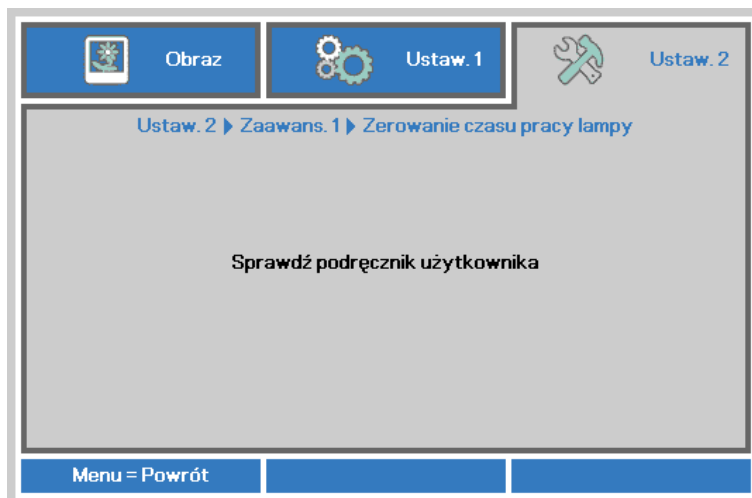 Obraz
Ustaw. 1
Ustaw. 2
Ustaw. 2 ▶ Zaawans. 1 ▶ Zerowanie czasu pracy lampy
Sprawdź podręcznik użytkownika
Menu = Powrót